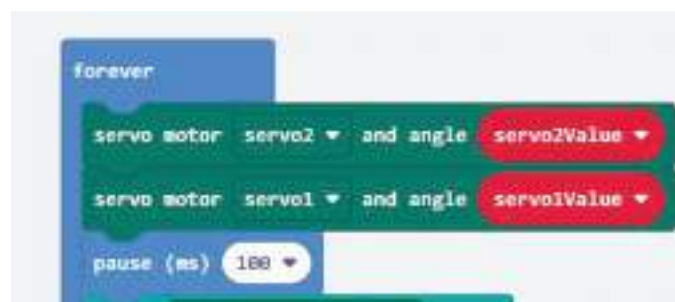 forever
servo motor servo2 and angle servo2Value
servo motor servo1 and angle servo1Value
pause (ms) 100